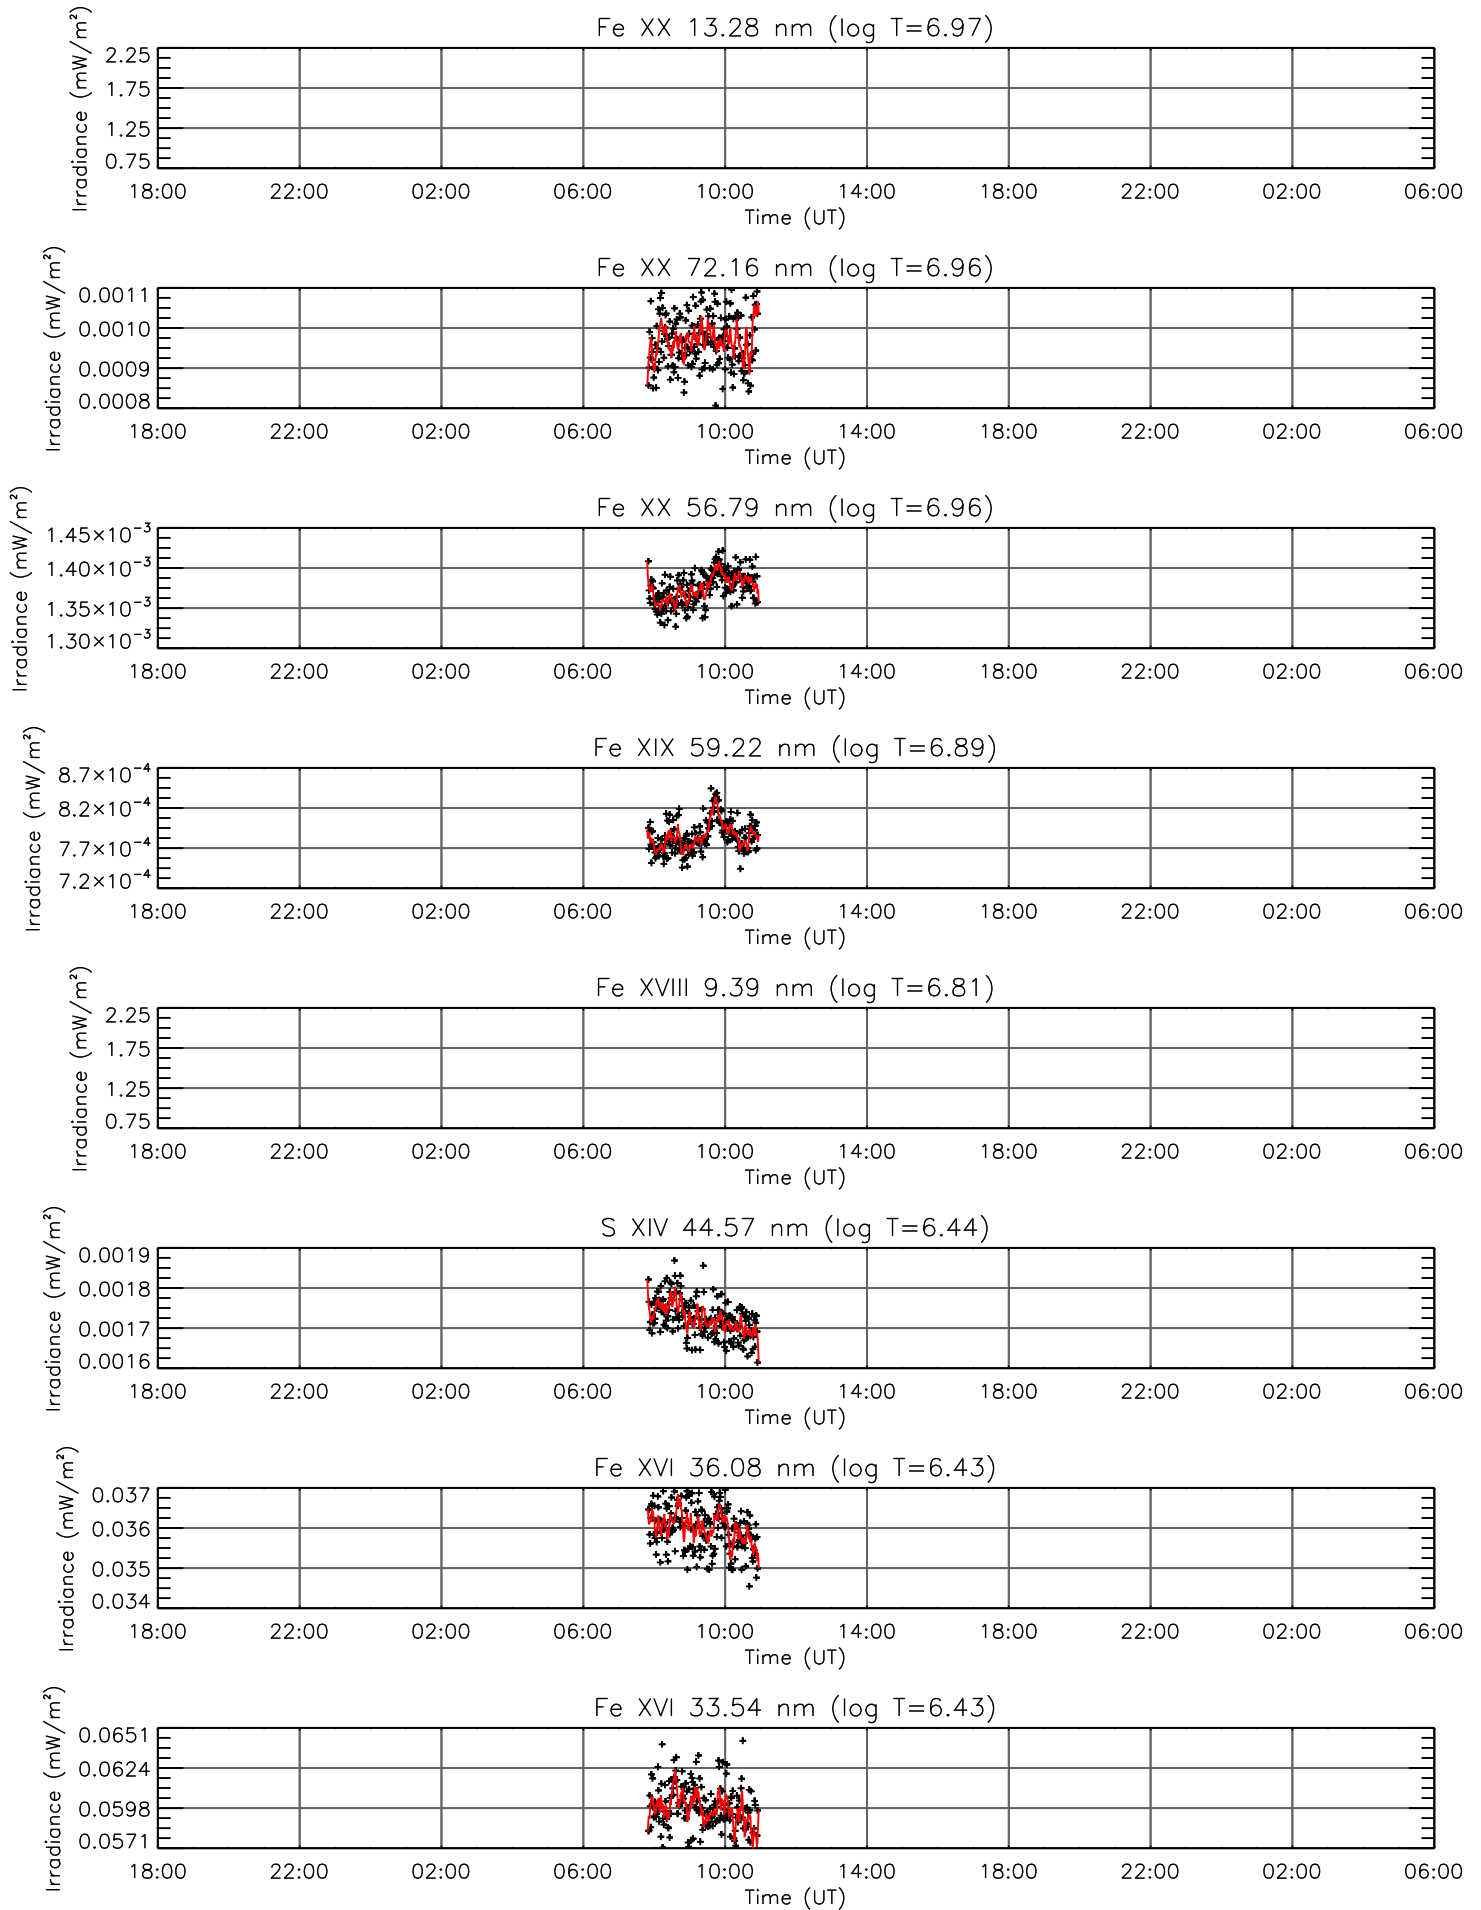 Fe XX 13.28 nm (log T=6.97)
Irradiance (mW/m²)
2.25
1.75
1.25
0.75
18:00 22:00 02:00 06:00 10:00 14:00 18:00 22:00 02:00 06:00
Time (UT)
Fe XX 72.16 nm (log T=6.96)
Irradiance (mW/m²)
0.0011
0.0010
0.0009
0.0008
18:00 22:00 02:00 06:00 10:00 14:00 18:00 22:00 02:00 06:00
Time (UT)
Fe XX 56.79 nm (log T=6.96)
Irradiance (mW/m²)
1.45×10⁻³
1.40×10⁻³
1.35×10⁻³
1.30×10⁻³
18:00 22:00 02:00 06:00 10:00 14:00 18:00 22:00 02:00 06:00
Time (UT)
Fe XIX 59.22 nm (log T=6.89)
Irradiance (mW/m²)
8.7×10⁻⁴
8.2×10⁻⁴
7.7×10⁻⁴
7.2×10⁻⁴
18:00 22:00 02:00 06:00 10:00 14:00 18:00 22:00 02:00 06:00
Time (UT)
Fe XVIII 9.39 nm (log T=6.81)
Irradiance (mW/m²)
2.25
1.75
1.25
0.75
18:00 22:00 02:00 06:00 10:00 14:00 18:00 22:00 02:00 06:00
Time (UT)
S XIV 44.57 nm (log T=6.44)
Irradiance (mW/m²)
0.0019
0.0018
0.0017
0.0016
18:00 22:00 02:00 06:00 10:00 14:00 18:00 22:00 02:00 06:00
Time (UT)
Fe XVI 36.08 nm (log T=6.43)
Irradiance (mW/m²)
0.037
0.036
0.035
0.034
18:00 22:00 02:00 06:00 10:00 14:00 18:00 22:00 02:00 06:00
Time (UT)
Fe XVI 33.54 nm (log T=6.43)
Irradiance (mW/m²)
0.0651
0.0624
0.0598
0.0571
18:00 22:00 02:00 06:00 10:00 14:00 18:00 22:00 02:00 06:00
Time (UT)